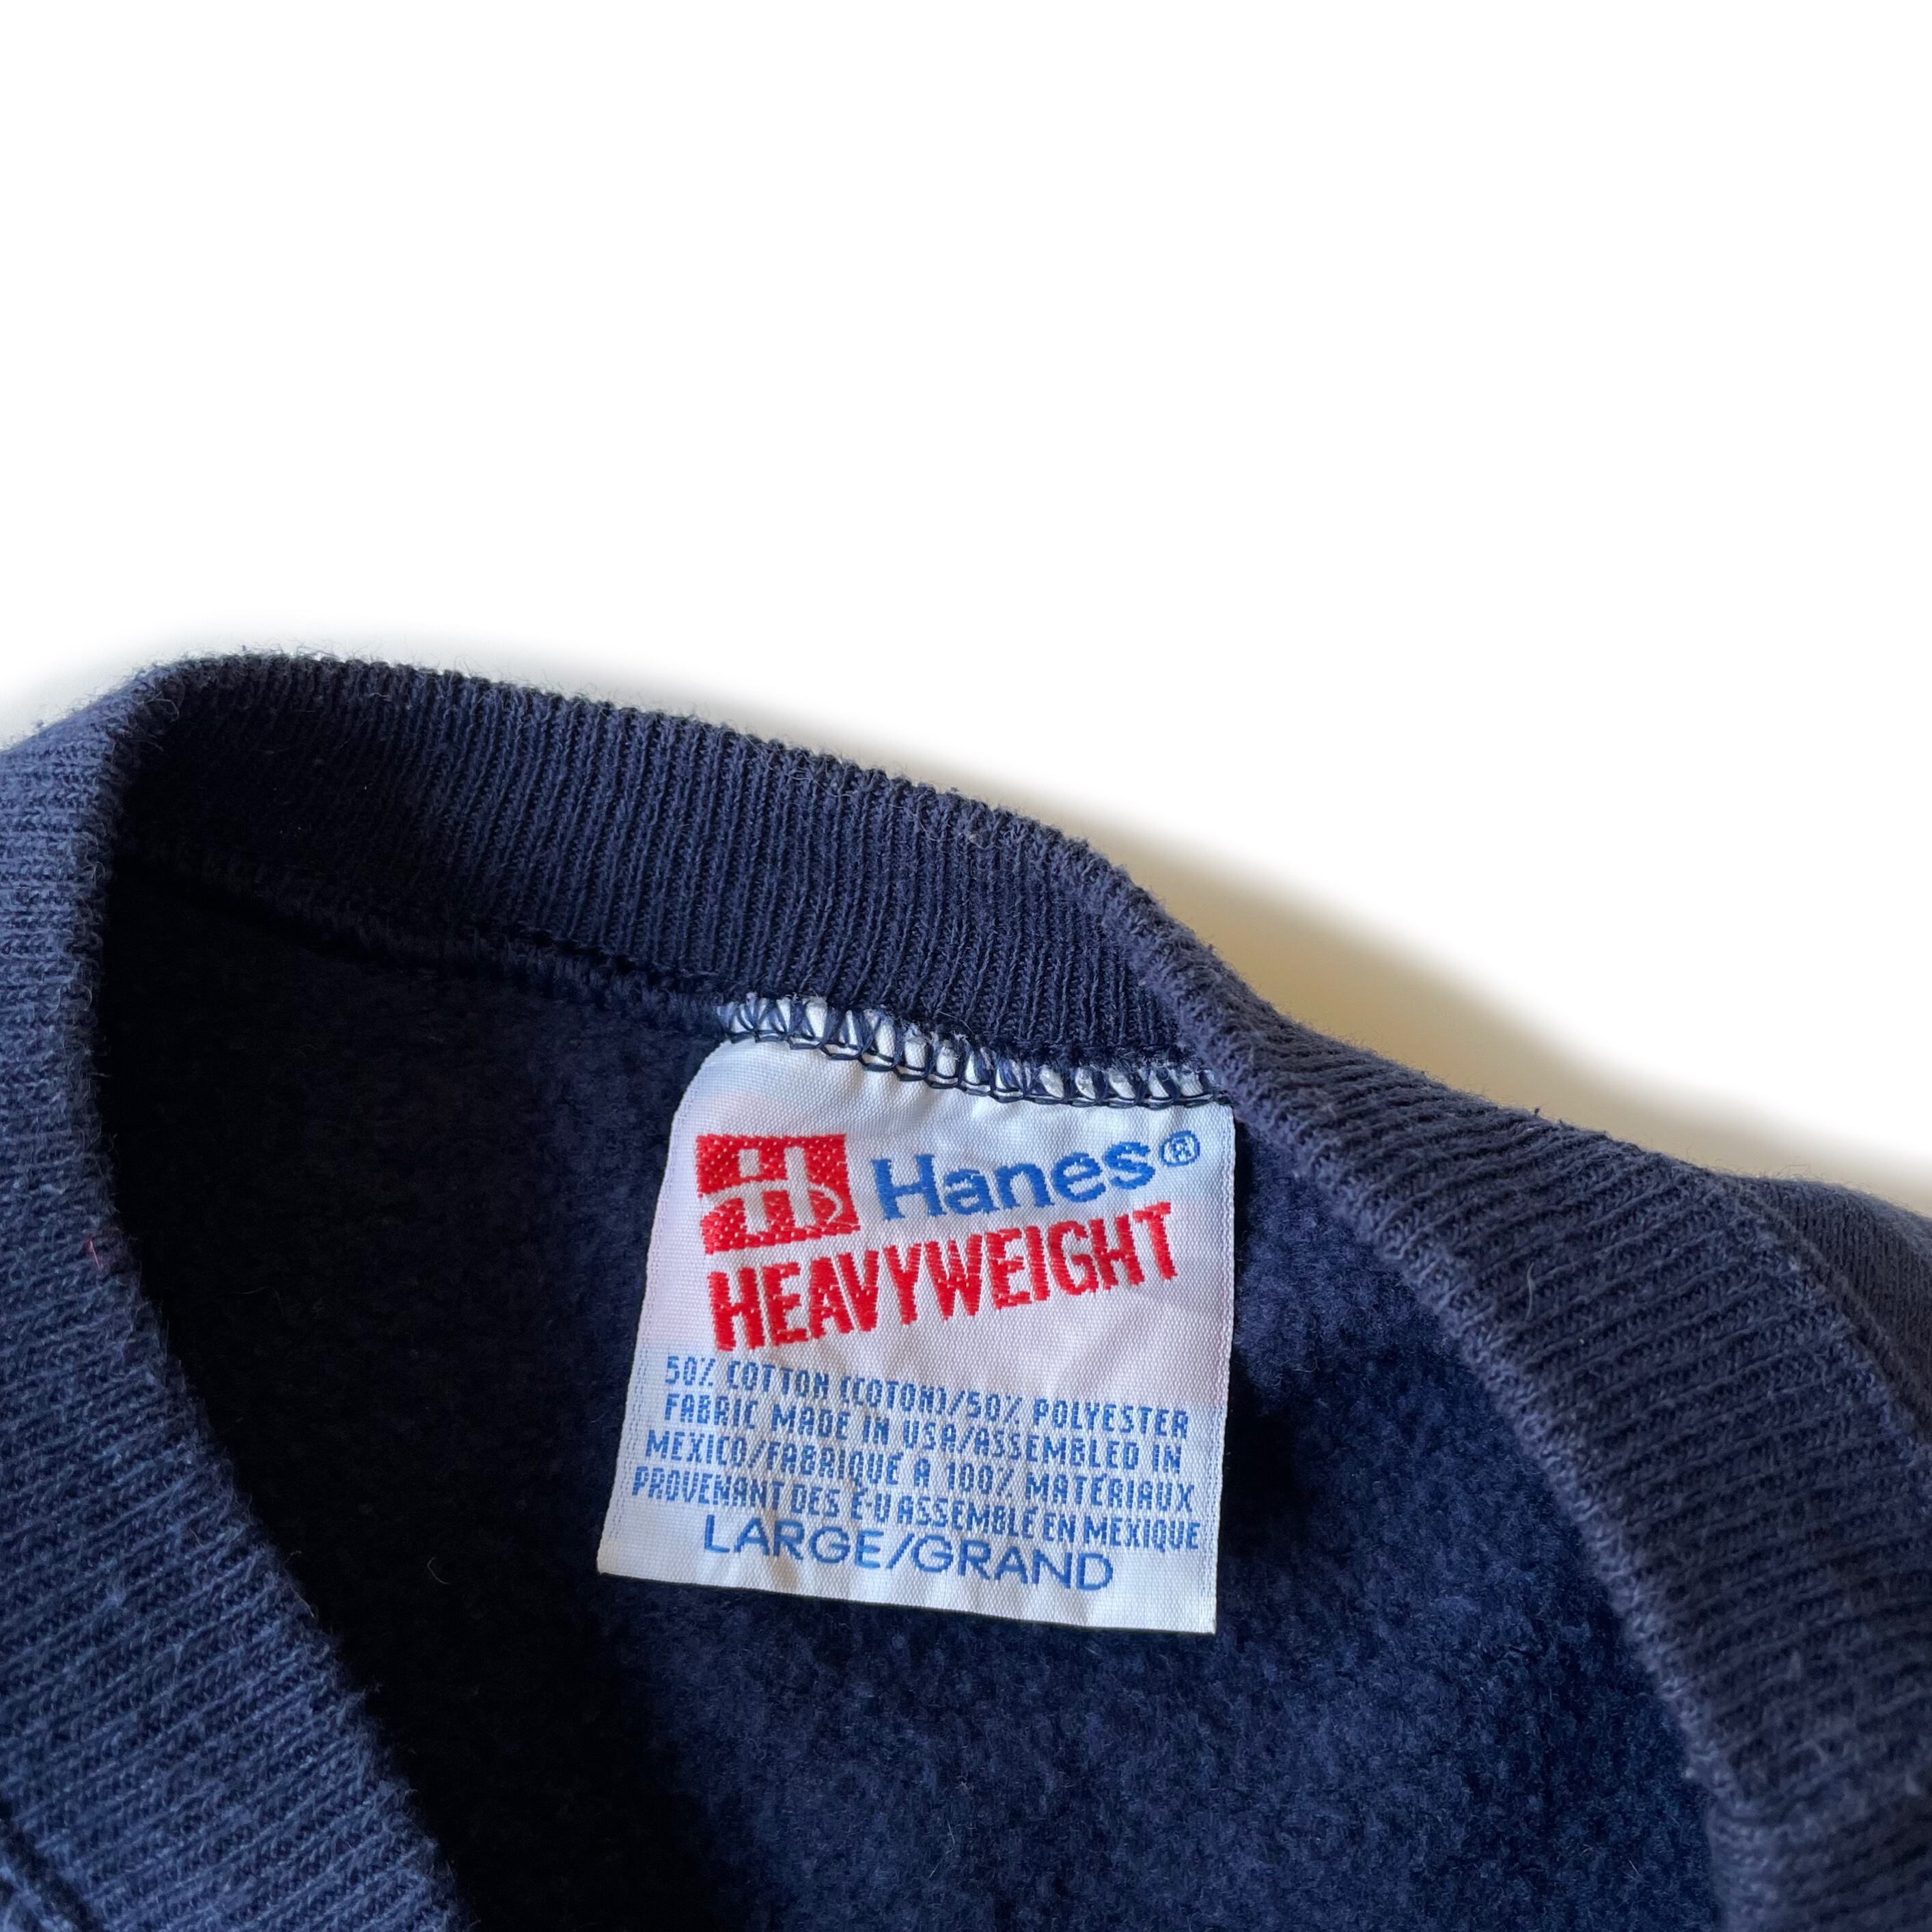 H Hanes®
HEAVYWEIGHT
50% COTTON (COTON)/50% POLYESTER
FABRIC MADE IN USA/ASSEMBLED IN
MEXICO/FABRIQUE A 100% MATÉRIAUX
PROVENANT DES É-U ASSEMBLÉ EN MEXIQUE
LARGE/GRAND